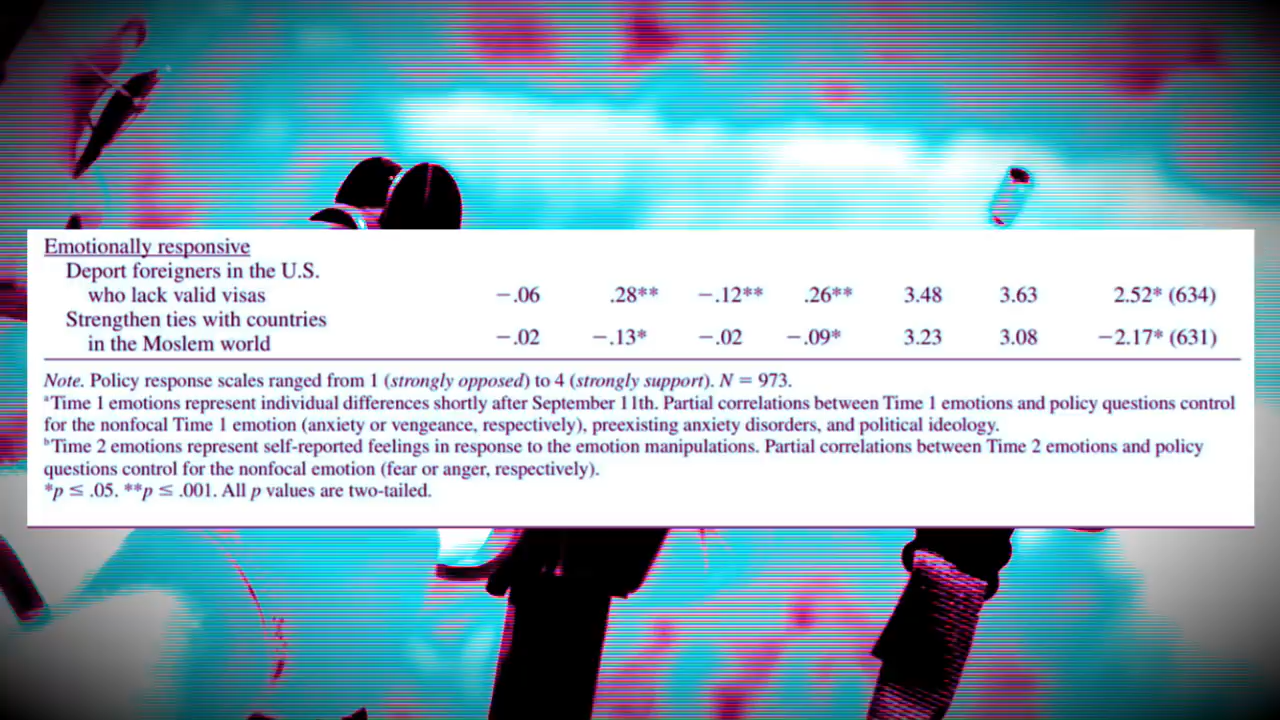 Emotionally responsive
Deport foreigners in the U.S.
who lack valid visas −.06 .28** −.12** .26** 3.48 3.63 2.52* (634)
Strengthen ties with countries
in the Moslem world −.02 −.13* −.02 −.09* 3.23 3.08 −2.17* (631)
Note. Policy response scales ranged from 1 (strongly opposed) to 4 (strongly support). N = 973.
ᵃTime 1 emotions represent individual differences shortly after September 11th. Partial correlations between Time 1 emotions and policy questions control
for the nonfocal Time 1 emotion (anxiety or vengeance, respectively), preexisting anxiety disorders, and political ideology.
ᵇTime 2 emotions represent self-reported feelings in response to the emotion manipulations. Partial correlations between Time 2 emotions and policy
questions control for the nonfocal emotion (fear or anger, respectively).
*p ≤ .05. **p ≤ .001. All p values are two-tailed.